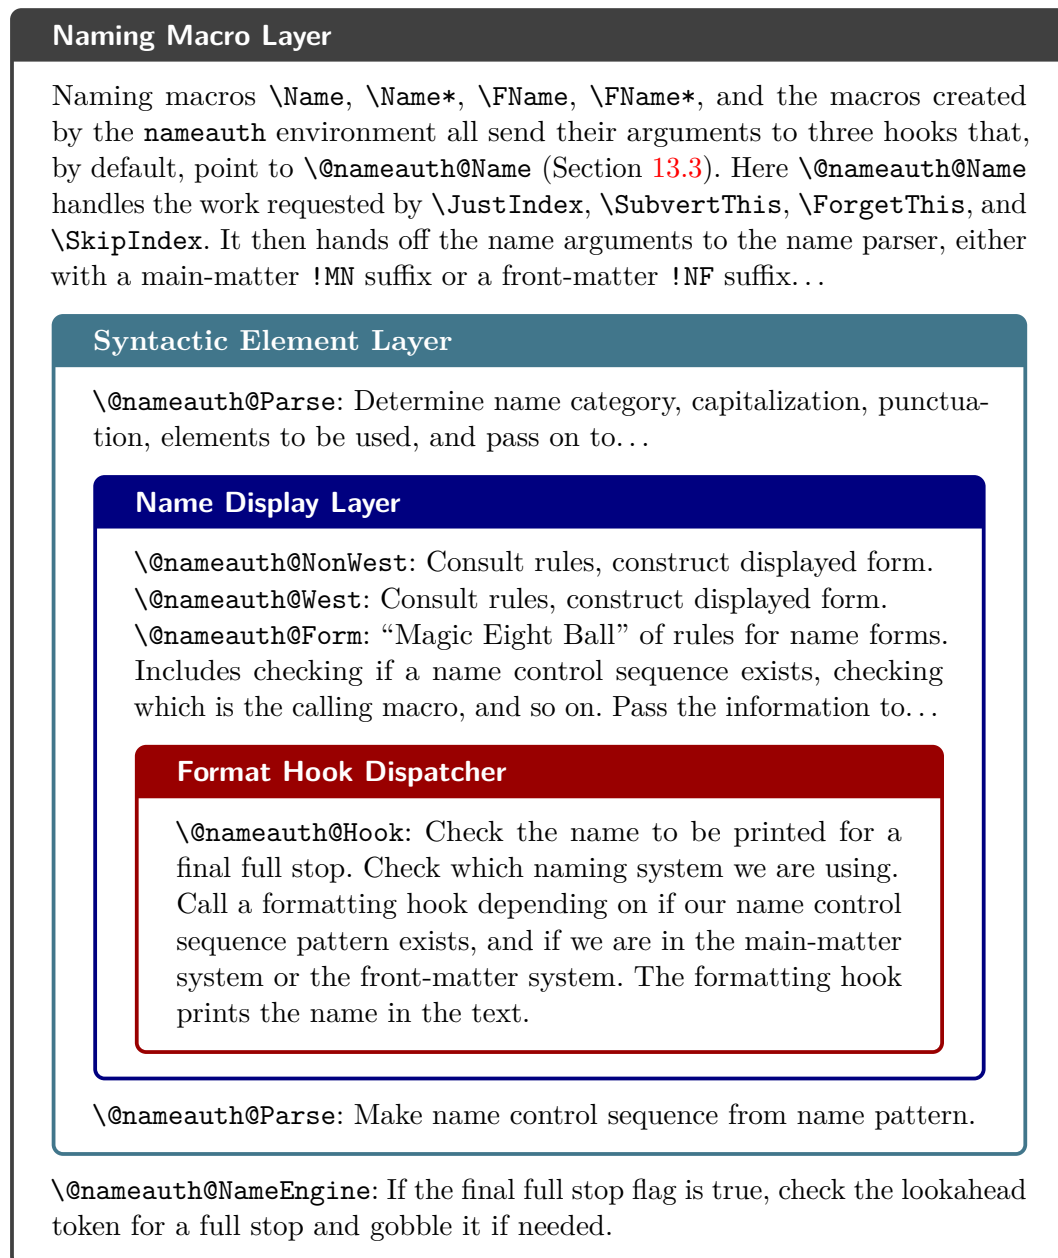 Naming Macro Layer
Naming macros \Name, \Name*, \FName, \FName*, and the macros created
by the nameauth environment all send their arguments to three hooks that,
by default, point to \@nameauth@Name (Section 13.3). Here \@nameauth@Name
handles the work requested by \JustIndex, \SubvertThis, \ForgetThis, and
\SkipIndex. It then hands off the name arguments to the name parser, either
with a main-matter !MN suffix or a front-matter !NF suffix...
Syntactic Element Layer
\@nameauth@Parse: Determine name category, capitalization, punctua-
tion, elements to be used, and pass on to...
Name Display Layer
\@nameauth@NonWest: Consult rules, construct displayed form.
\@nameauth@West: Consult rules, construct displayed form.
\@nameauth@Form: “Magic Eight Ball” of rules for name forms.
Includes checking if a name control sequence exists, checking
which is the calling macro, and so on. Pass the information to...
Format Hook Dispatcher
\@nameauth@Hook: Check the name to be printed for a
final full stop. Check which naming system we are using.
Call a formatting hook depending on if our name control
sequence pattern exists, and if we are in the main-matter
system or the front-matter system. The formatting hook
prints the name in the text.
\@nameauth@Parse: Make name control sequence from name pattern.
\@nameauth@NameEngine: If the final full stop flag is true, check the lookahead
token for a full stop and gobble it if needed.